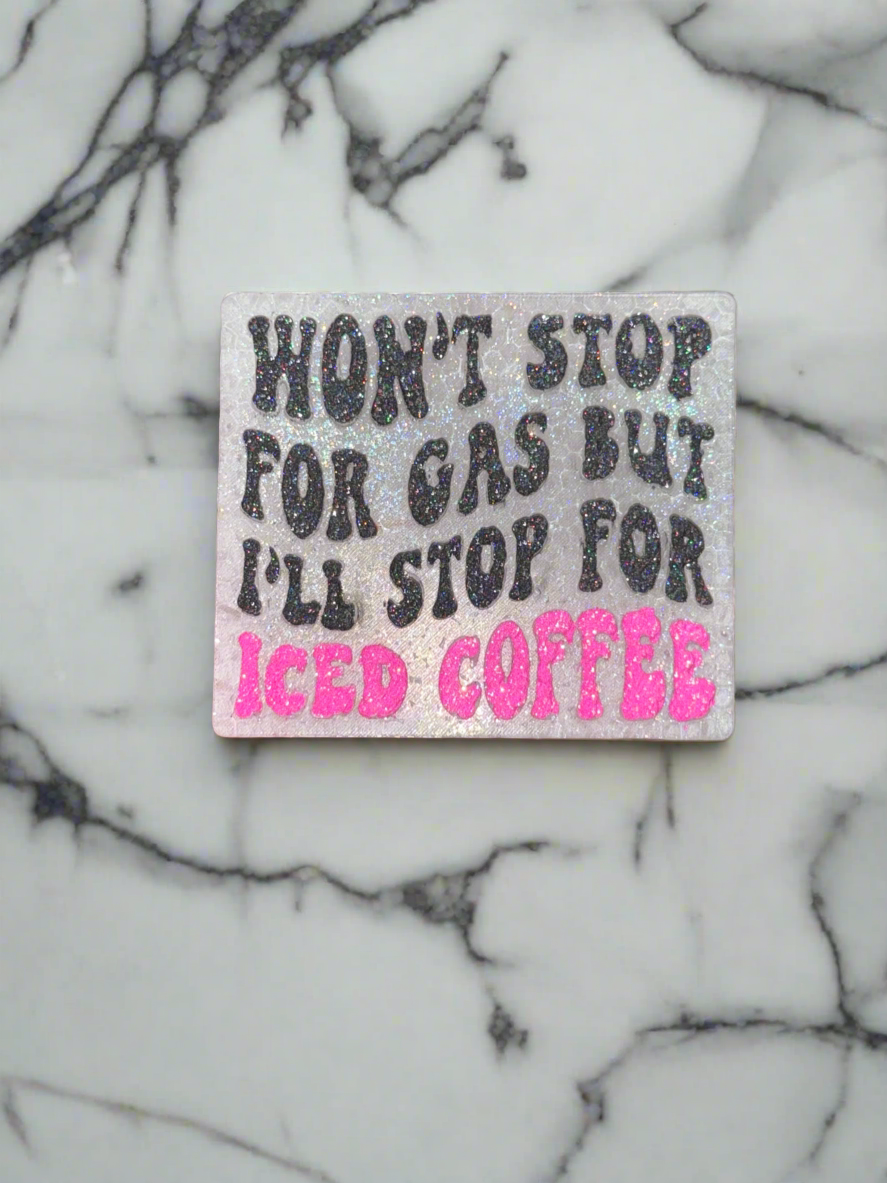 WON'T STOP
FOR GAS BUT
I'LL STOP FOR
ICED COFFEE